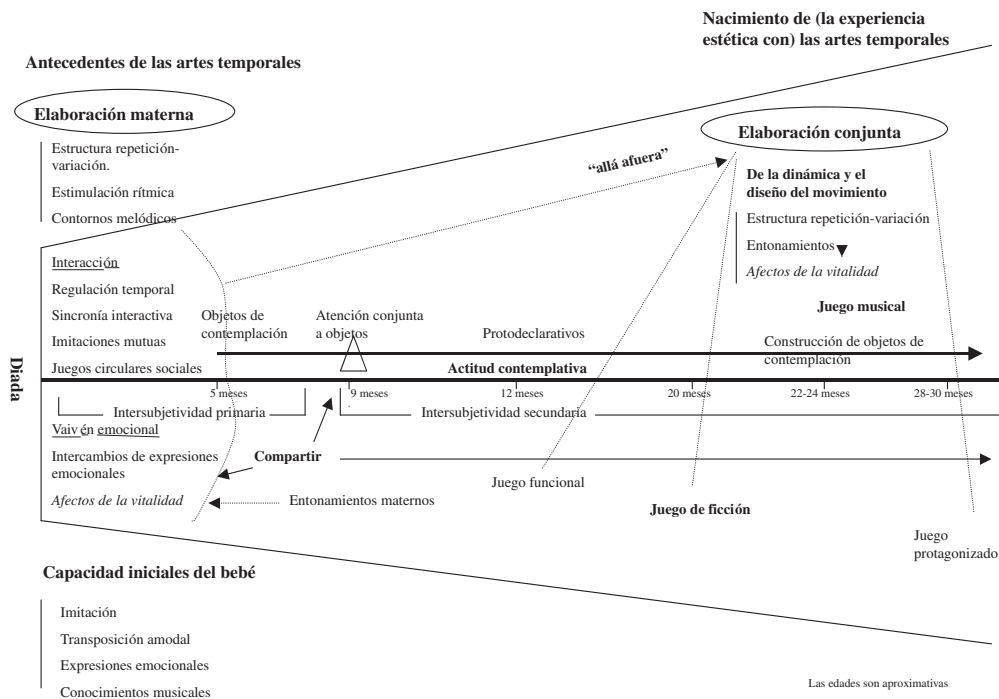 Nacimiento de (la experiencia
estética con) las artes temporales
Antecedentes de las artes temporales
Elaboración materna
Estructura repetición-
variación.
Estimulación rítmica
Contornos melódicos
Elaboración conjunta
"allá afuera"
De la dinámica y el
diseño del movimiento
Estructura repetición-variación
Entonamientos
Afectos de la vitalidad
Juego musical
Interacción
Regulación temporal
Sincronía interactiva
Imitaciones mutuas
Juegos circulares sociales
Objetos de
contemplación
Atención conjunta
a objetos
Protodeclarativos
Construcción de objetos de
contemplación
Diada
Actitud contemplativa
5 meses
9 meses
12 meses
20 meses
22-24 meses
28-30 meses
Intersubjetividad primaria
Intersubjetividad secundaria
Vaivén emocional
Intercambios de expresiones
emocionales
Afectos de la vitalidad
Compartir
Entonamientos maternos
Juego funcional
Juego de ficción
Juego
protagonizado
Capacidad iniciales del bebé
Imitación
Transposición amodal
Expresiones emocionales
Conocimientos musicales
Las edades son aproximativas